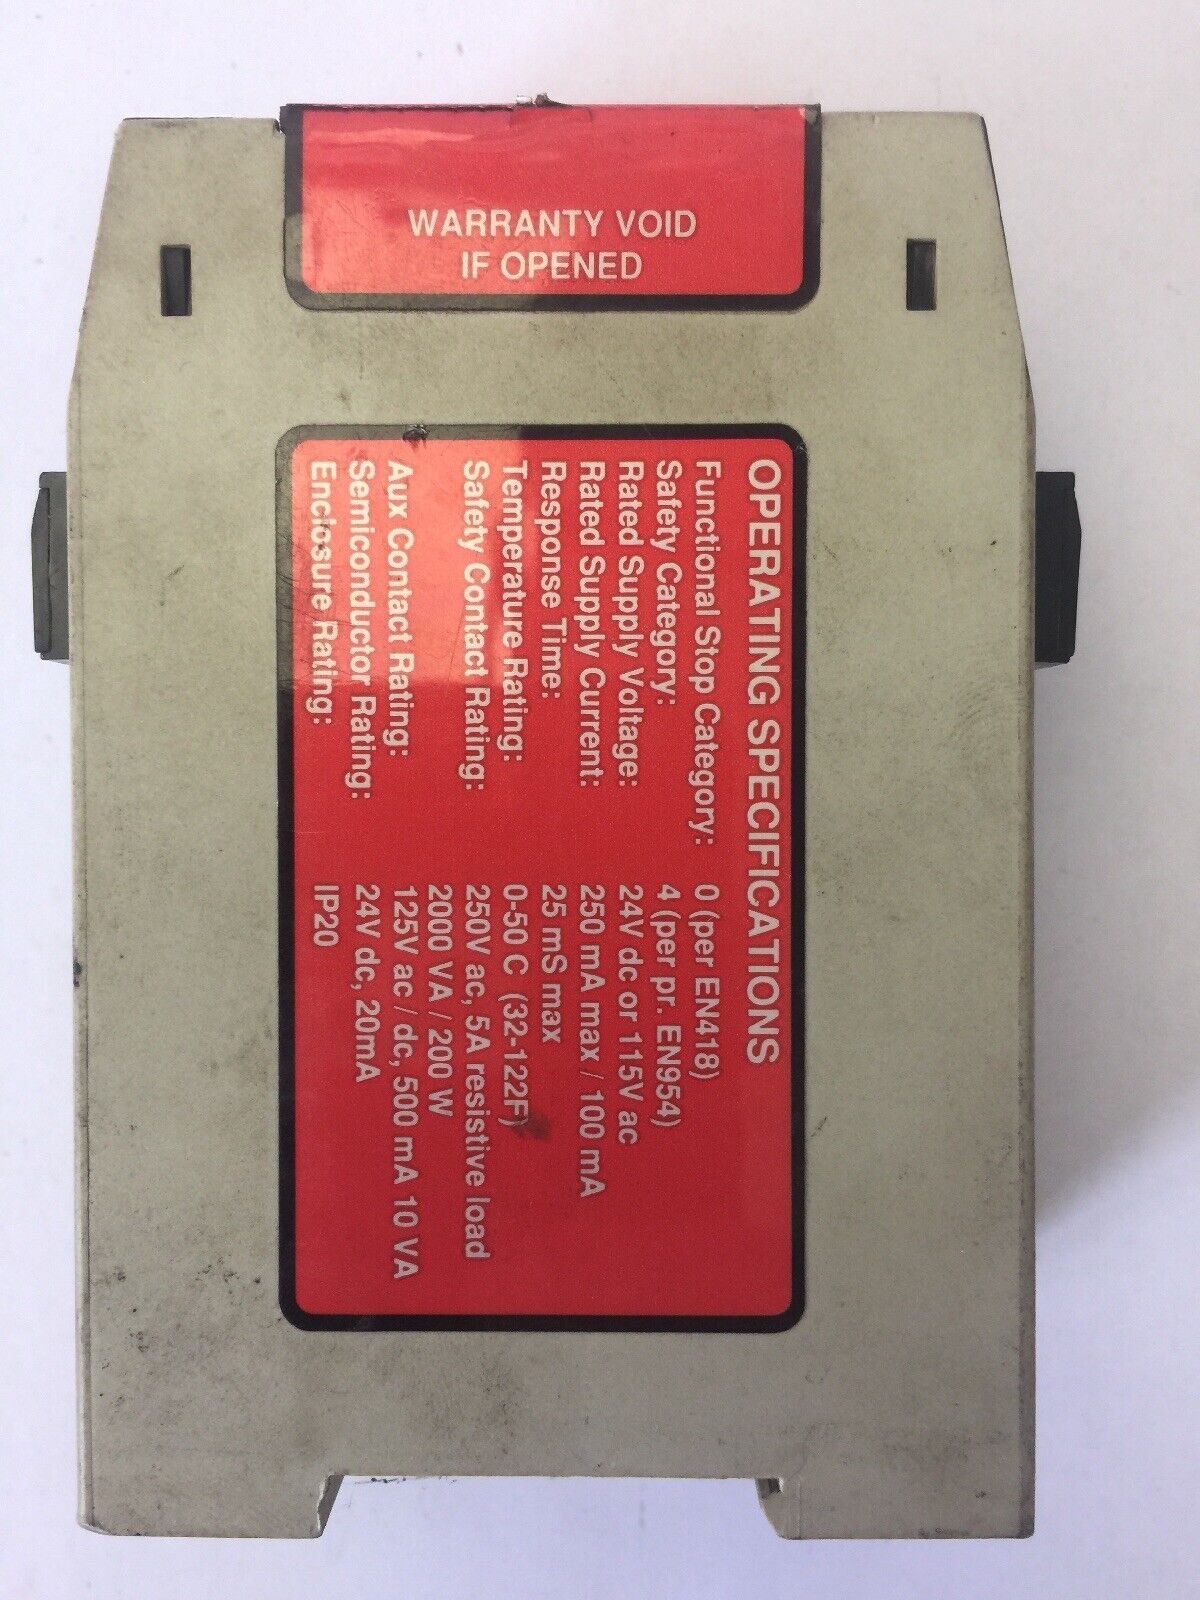 WARRANTY VOID
IF OPENED
OPERATING SPECIFICATIONS
Functional Stop Category: 0 (per EN418)
Safety Category: 4 (per pr. EN954)
Rated Supply Voltage: 24V dc or 115V ac
Rated Supply Current: 250 mA max / 100 mA
Response Time: 25 mS max
Temperature Rating: 0-50 C (32-122F)
Safety Contact Rating: 250V ac, 5A resistive load
2000 VA / 200 W
Aux Contact Rating: 125V ac / dc, 500 mA 10 VA
Semiconductor Rating: 24V dc, 20mA
Enclosure Rating: IP20